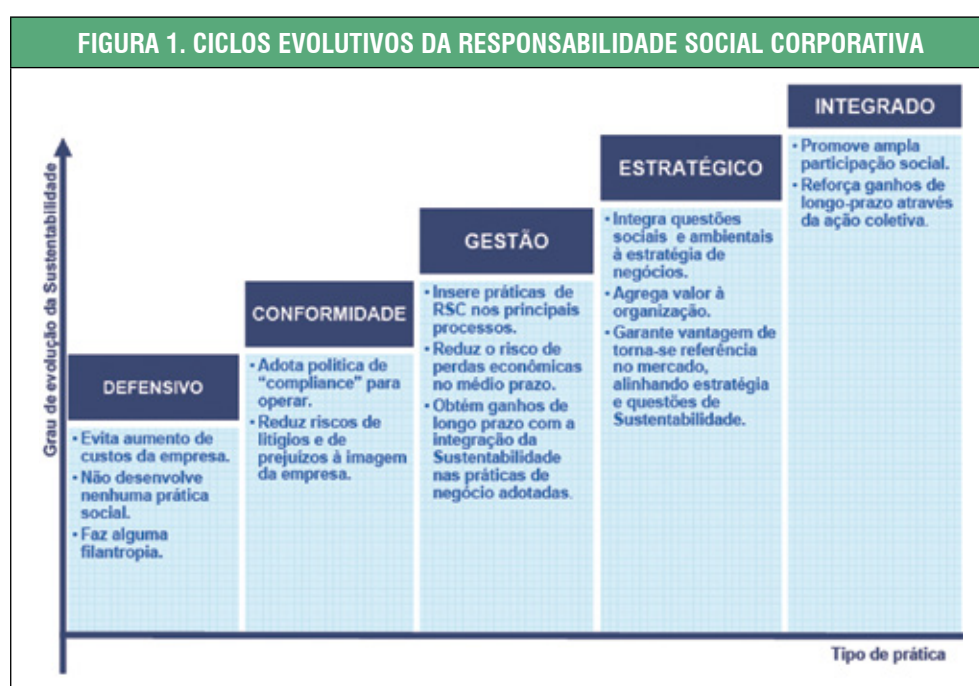 FIGURA 1. CICLOS EVOLUTIVOS DA RESPONSABILIDADE SOCIAL CORPORATIVA
Grau de evolução da Sustentabilidade
DEFENSIVO
• Evita aumento de
custos da empresa.
• Não desenvolve
nenhuma prática
social.
• Faz alguma
filantropia.
CONFORMIDADE
• Adota política de
“compliance” para
operar.
• Reduz riscos de
litígios e de
prejuízos à imagem
da empresa.
GESTÃO
• Insere práticas de
RSC nos principais
processos.
• Reduz o risco de
perdas econômicas
no médio prazo.
• Obtém ganhos de
longo prazo com a
integração da
Sustentabilidade
nas práticas de
negócio adotadas.
ESTRATÉGICO
• Integra questões
sociais e ambientais
à estratégia de
negócios.
• Agrega valor à
organização.
• Garante vantagem de
torna-se referência
no mercado,
alinhando estratégia
e questões de
Sustentabilidade.
INTEGRADO
• Promove ampla
participação social.
• Reforça ganhos de
longo-prazo através
da ação coletiva.
Tipo de prática